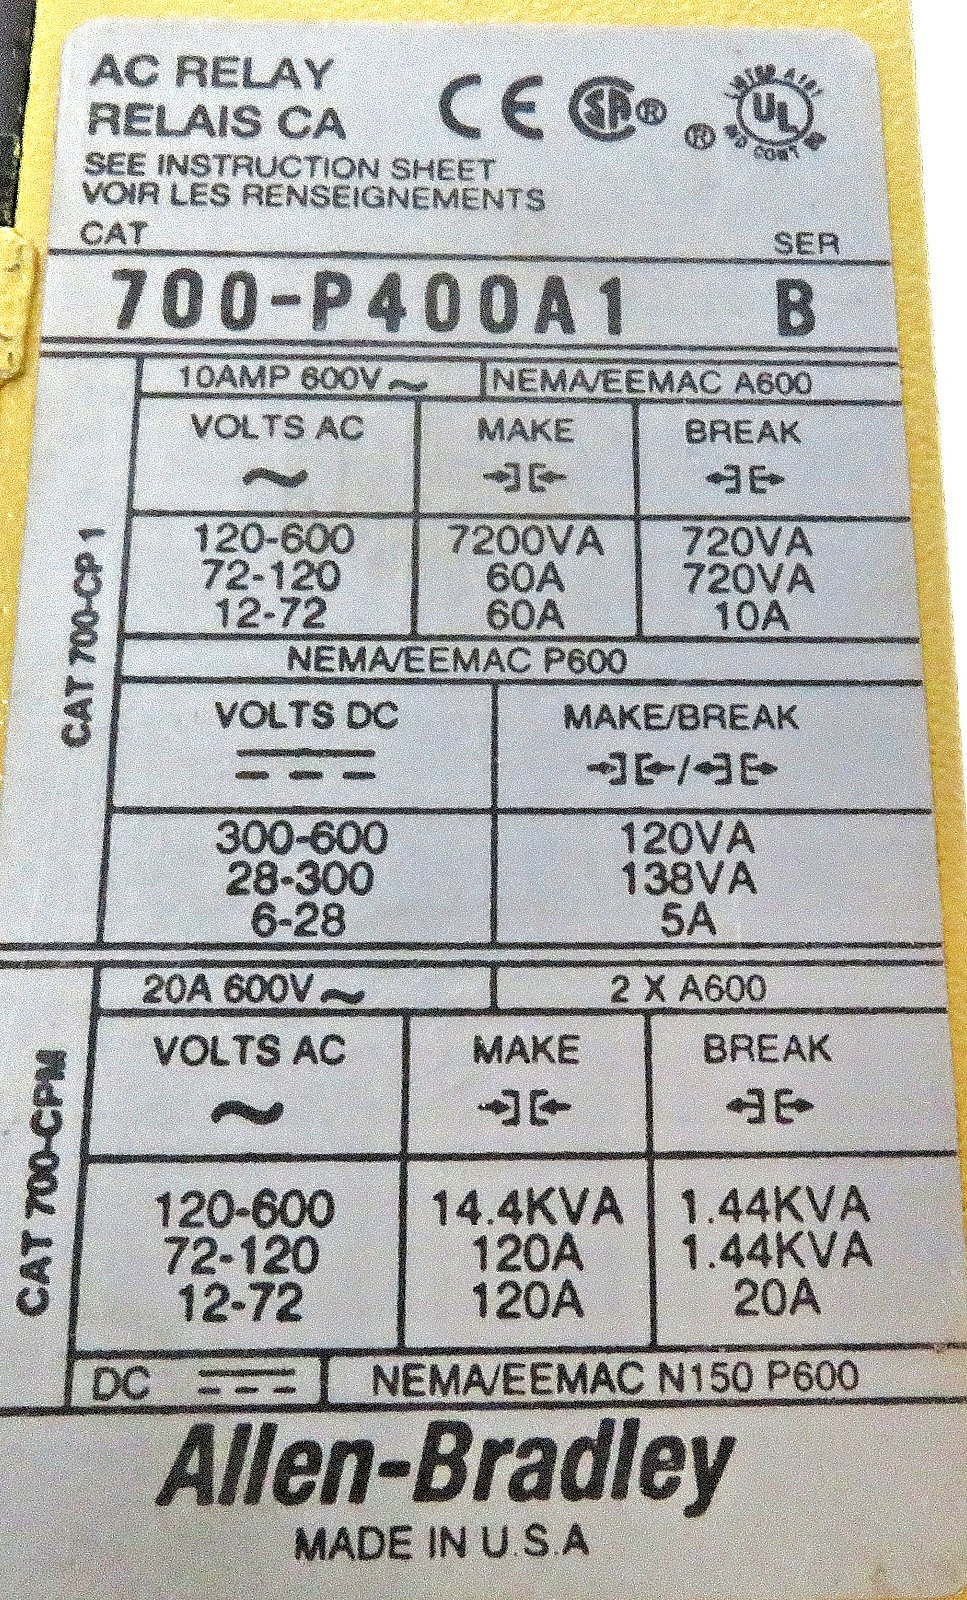 AC RELAY
RELAIS CA
CE SA® ® UL
SEE INSTRUCTION SHEET
VOIR LES RENSEIGNEMENTS
CAT SER
700-P400A1 B
CAT 700-CP1
10AMP 600V~ NEMA/EEMAC A600
VOLTS AC MAKE BREAK
~
120-600 7200VA 720VA
72-120 60A 720VA
12-72 60A 10A
NEMA/EEMAC P600
VOLTS DC MAKE/BREAK
/
300-600 120VA
28-300 138VA
6-28 5A
CAT 700-CPM
20A 600V~ 2 X A600
VOLTS AC MAKE BREAK
~
120-600 14.4KVA 1.44KVA
72-120 120A 1.44KVA
12-72 120A 20A
DC NEMA/EEMAC N150 P600
Allen-Bradley
MADE IN U.S.A